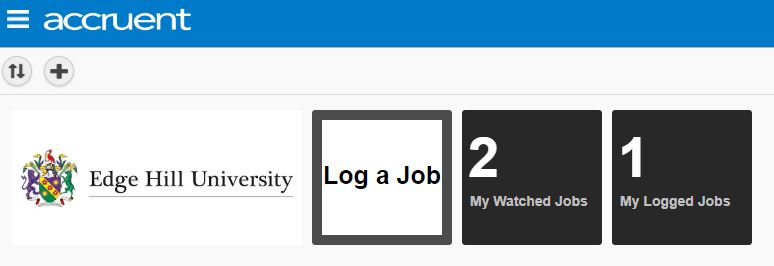 accruent
Edge Hill University
Log a Job
2
My Watched Jobs
1
My Logged Jobs